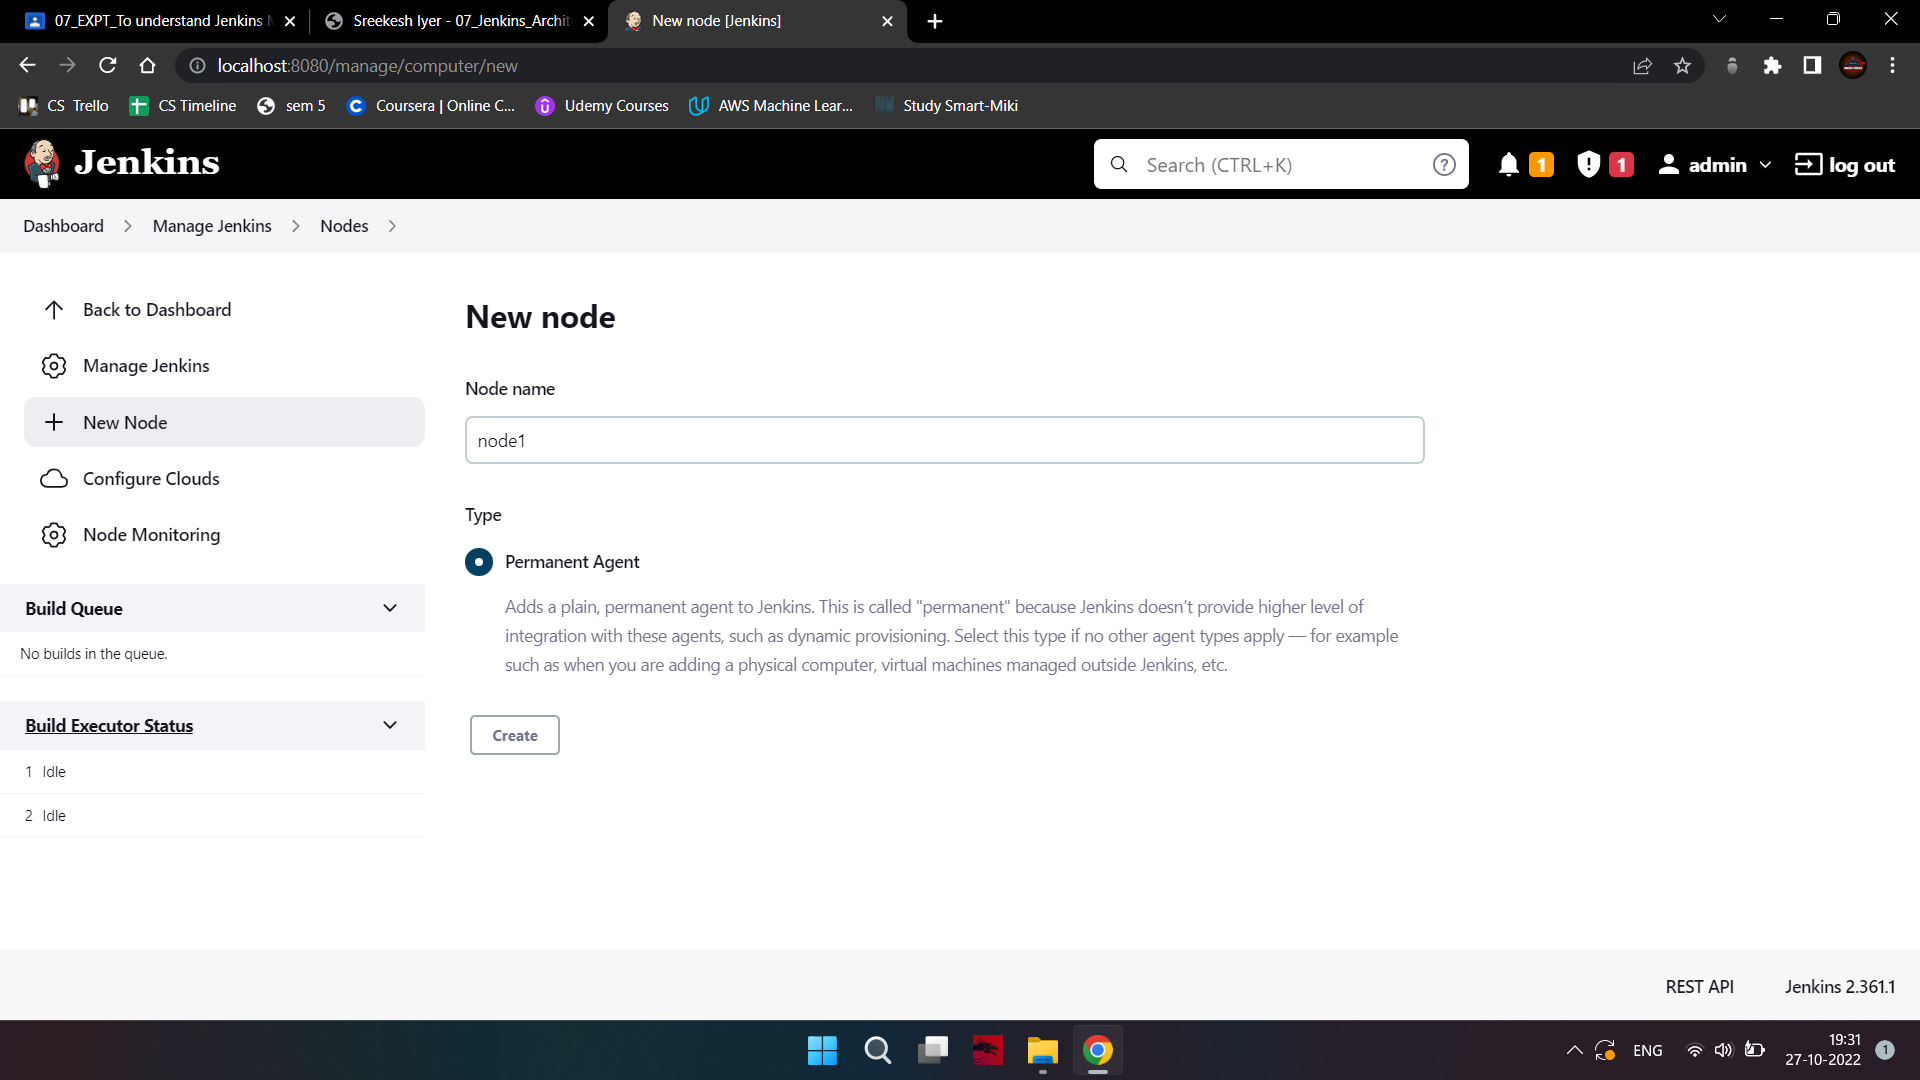 07_EXPT_To understand Jenkins
Sreekesh Iyer - 07_Jenkins_Archit
New node [Jenkins]
localhost:8080/manage/computer/new
CS Trello
CS Timeline
sem 5
Coursera | Online C...
Udemy Courses
AWS Machine Lear...
Study Smart-Miki
Jenkins
Search (CTRL+K)
1
1
admin
log out
Dashboard
Manage Jenkins
Nodes
Back to Dashboard
Manage Jenkins
New Node
Configure Clouds
Node Monitoring
Build Queue
No builds in the queue.
Build Executor Status
1 Idle
2 Idle
New node
Node name
node1
Type
Permanent Agent
Adds a plain, permanent agent to Jenkins. This is called "permanent" because Jenkins doesn’t provide higher level of
integration with these agents, such as dynamic provisioning. Select this type if no other agent types apply — for example
such as when you are adding a physical computer, virtual machines managed outside Jenkins, etc.
Create
REST API
Jenkins 2.361.1
ENG
19:31
27-10-2022
1